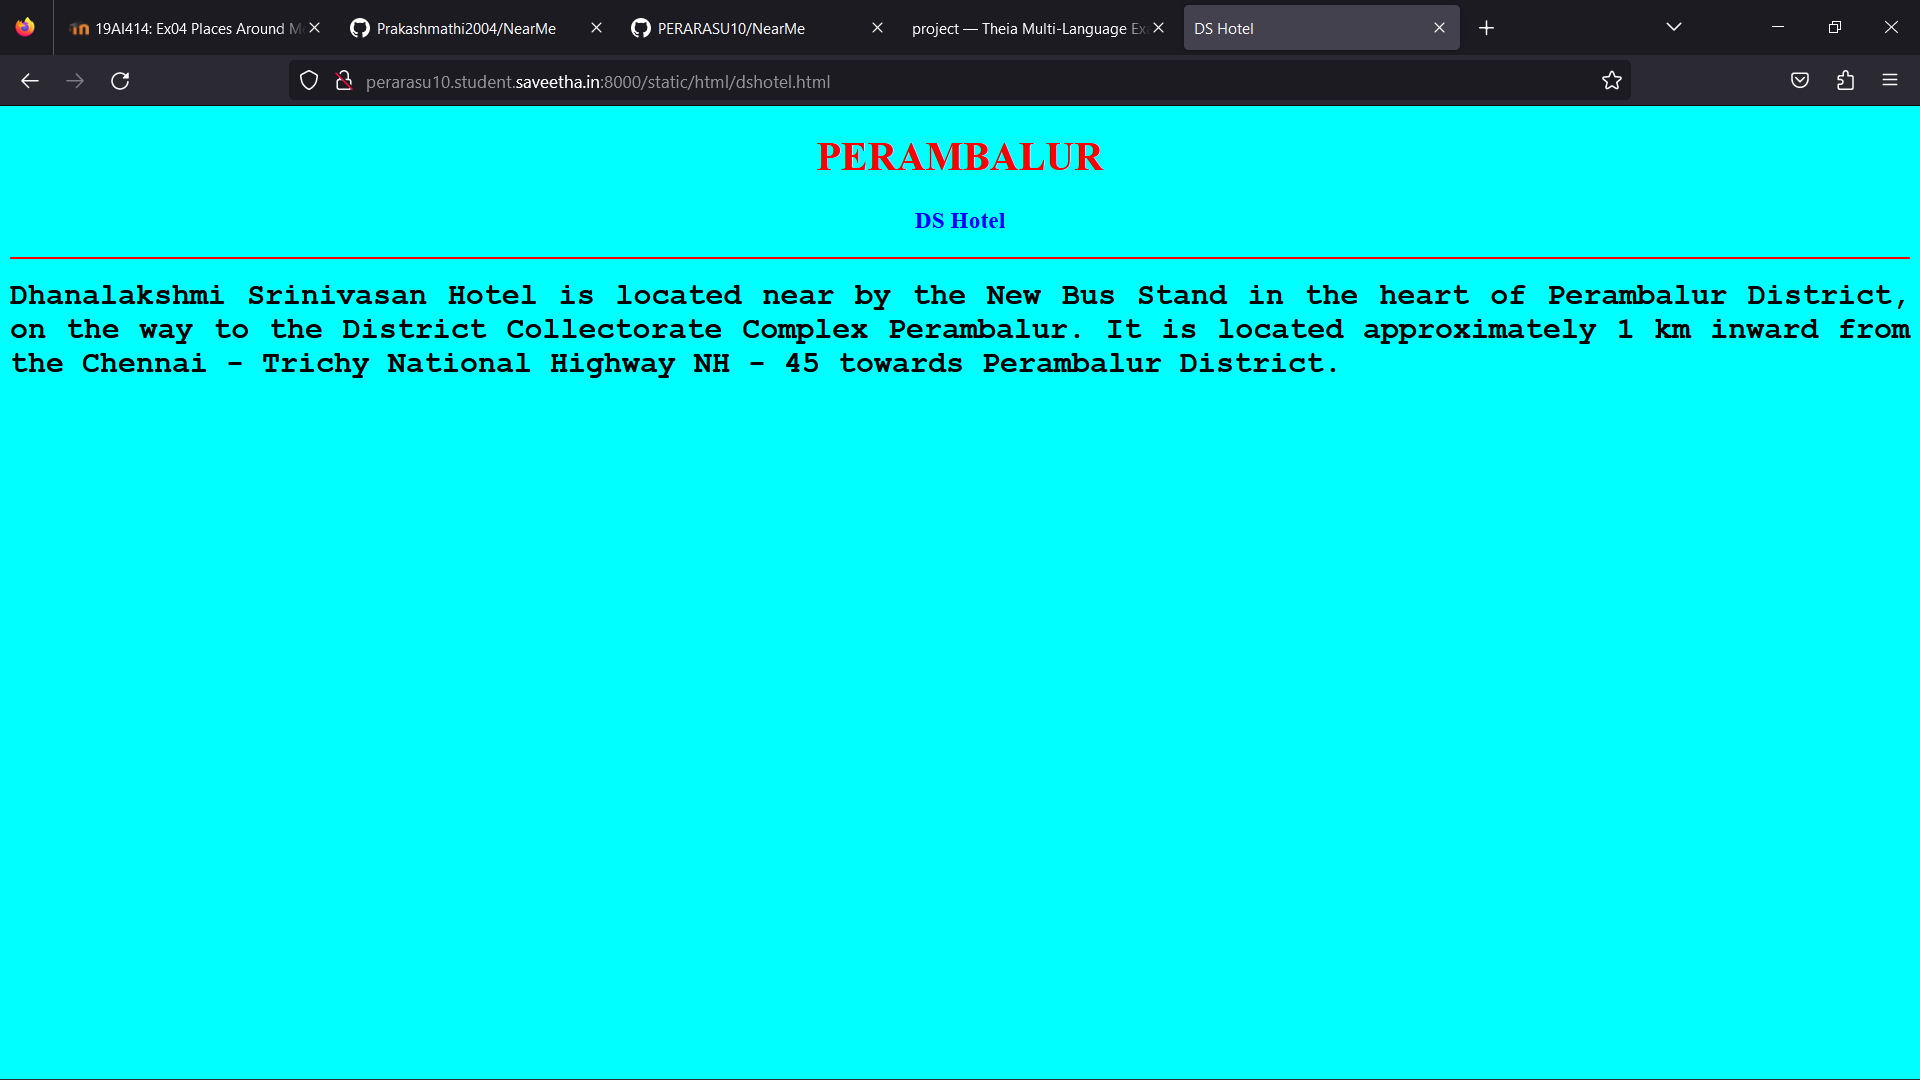 19AI414: Ex04 Places Around M
Prakashmathi2004/NearMe
PERARASU10/NearMe
project — Theia Multi-Language Ex
DS Hotel
perarasu10.student.saveetha.in:8000/static/html/dshotel.html
PERAMBALUR
DS Hotel
Dhanalakshmi Srinivasan Hotel is located near by the New Bus Stand in the heart of Perambalur District,
on the way to the District Collectorate Complex Perambalur. It is located approximately 1 km inward from
the Chennai - Trichy National Highway NH - 45 towards Perambalur District.